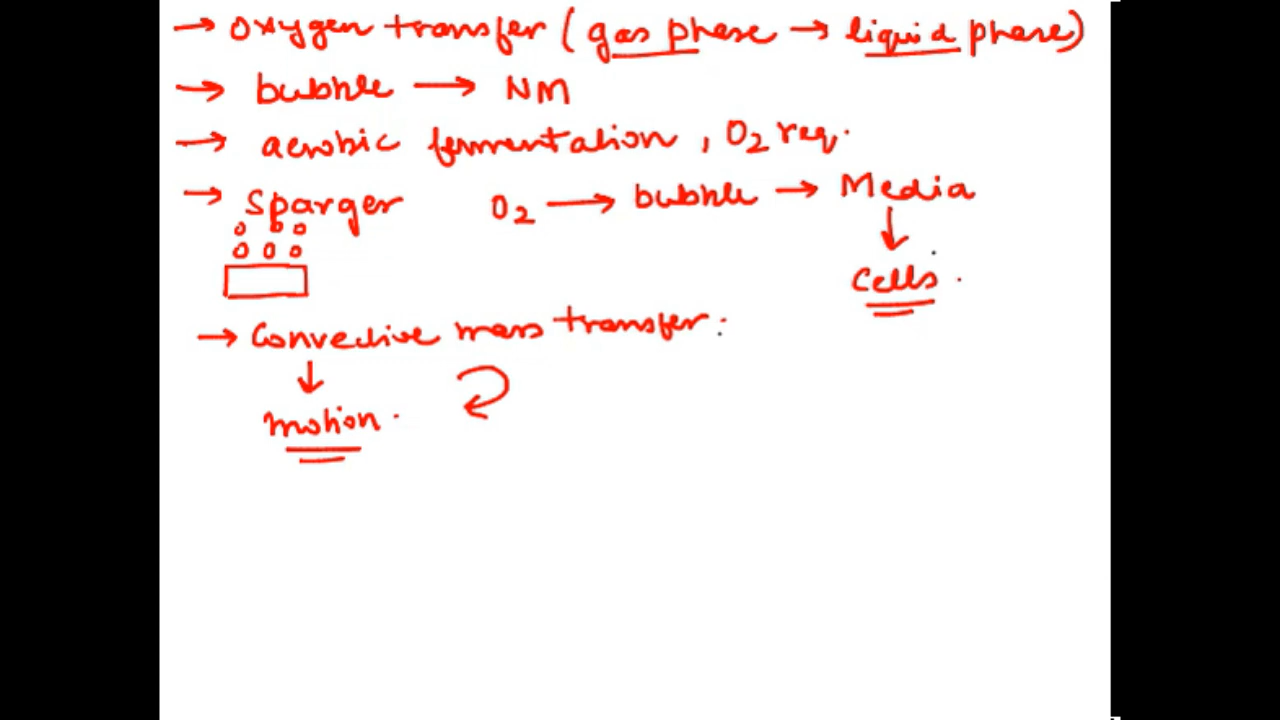 → Oxygen transfer (gas phase → liquid phase)
→ bubble → NM
→ aerobic fermentation, O2 req.
→ Sparger O2 → bubble → Media
↓
Cells.
→ Convective mass transfer:
↓
motion.